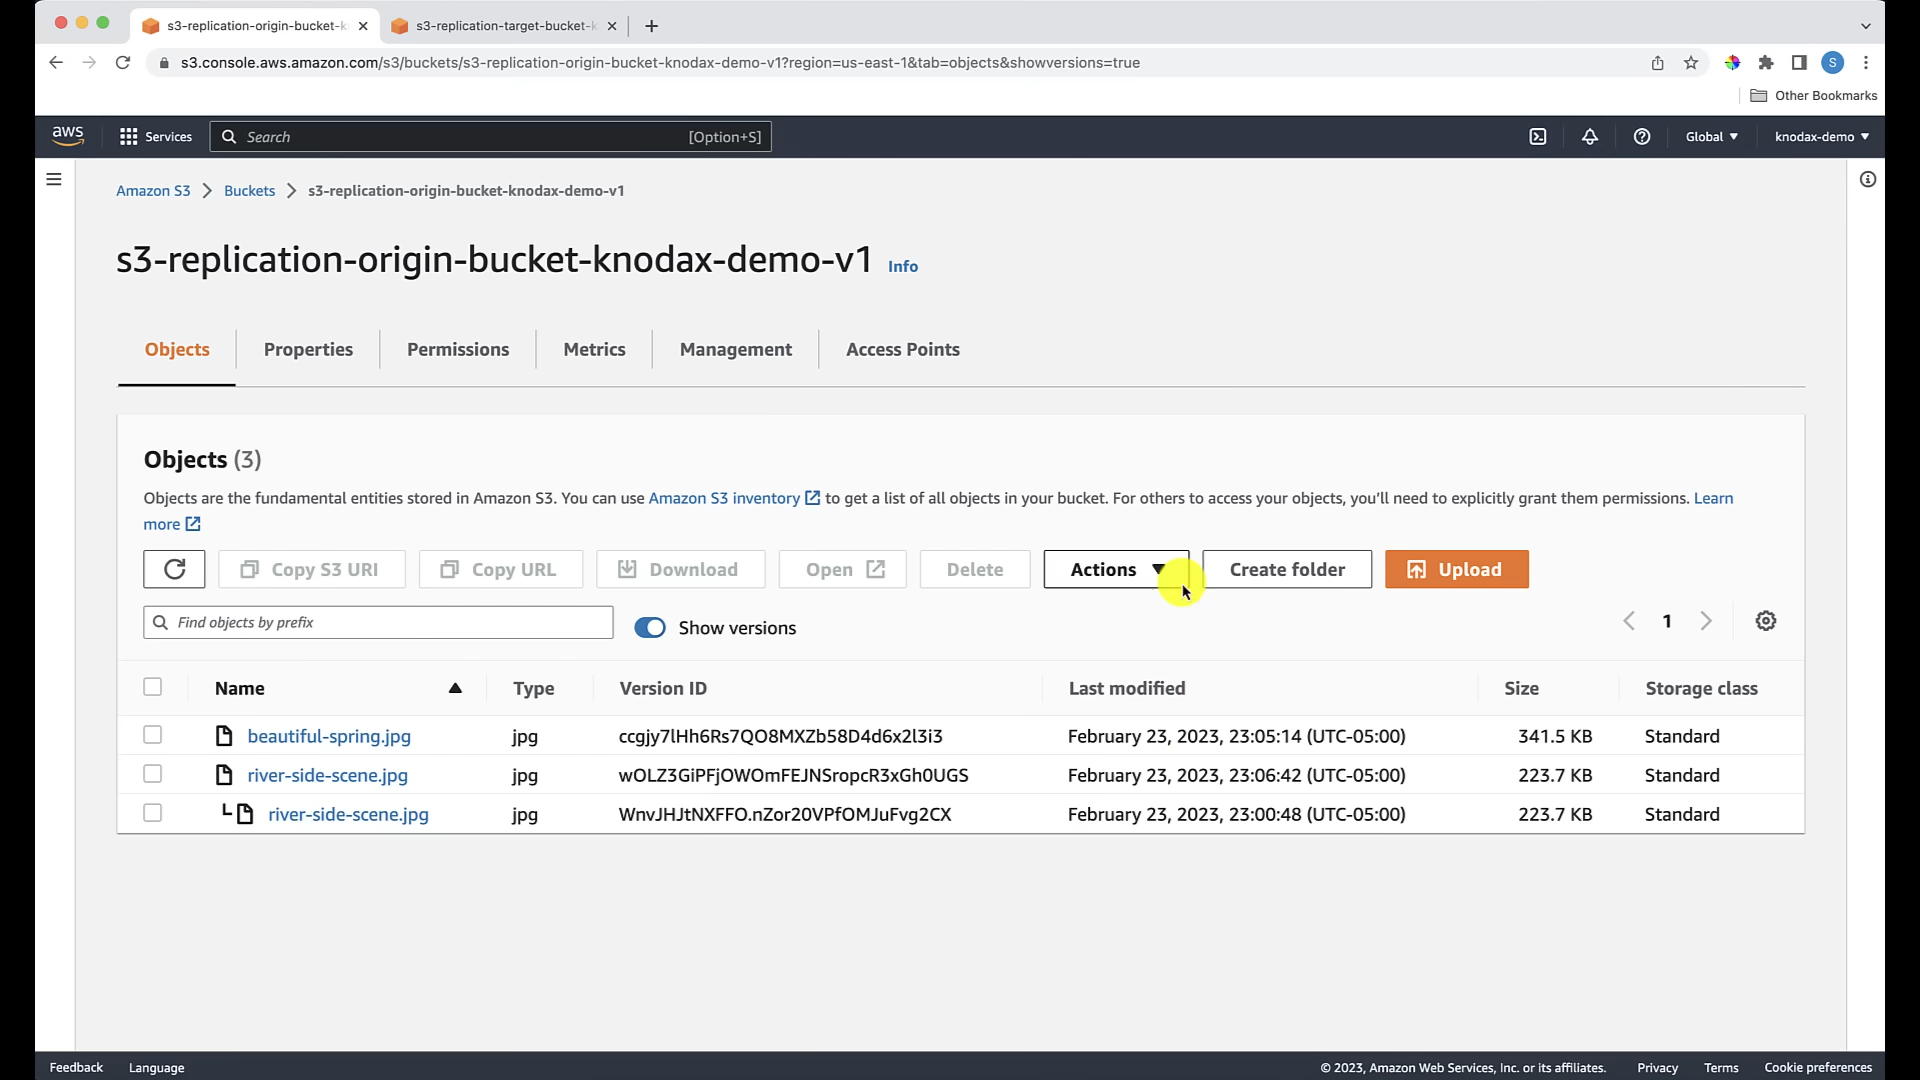 s3-replication-origin-bucket-k
s3-replication-target-bucket-k
s3.console.aws.amazon.com/s3/buckets/s3-replication-origin-bucket-knodax-demo-v1?region=us-east-1&tab=objects&showversions=true
S
Other Bookmarks
aws
Services
Search
[Option+S]
Global
knodax-demo
Amazon S3
Buckets
s3-replication-origin-bucket-knodax-demo-v1
s3-replication-origin-bucket-knodax-demo-v1 Info
Objects
Properties
Permissions
Metrics
Management
Access Points
Objects (3)
Objects are the fundamental entities stored in Amazon S3. You can use Amazon S3 inventory to get a list of all objects in your bucket. For others to access your objects, you'll need to explicitly grant them permissions. Learn
more
Copy S3 URI
Copy URL
Download
Open
Delete
Actions
Create folder
Upload
Find objects by prefix
Show versions
1
Name Type Version ID Last modified Size Storage class
beautiful-spring.jpg jpg ccgjy7lHh6Rs7QO8MXZb58D4d6x2l3i3 February 23, 2023, 23:05:14 (UTC-05:00) 341.5 KB Standard
river-side-scene.jpg jpg wOLZ3GiPFjOWOmFEJNSropcR3xGh0UGS February 23, 2023, 23:06:42 (UTC-05:00) 223.7 KB Standard
river-side-scene.jpg jpg WnvJHJtNXFFO.nZor20VPfOMJuFvg2CX February 23, 2023, 23:00:48 (UTC-05:00) 223.7 KB Standard
Feedback
Language
© 2023, Amazon Web Services, Inc. or its affiliates.
Privacy
Terms
Cookie preferences